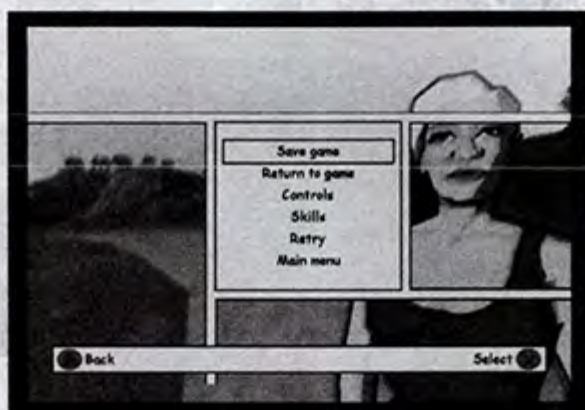 Save game
Return to game
Controls
Skills
Retry
Main menu
Back Select